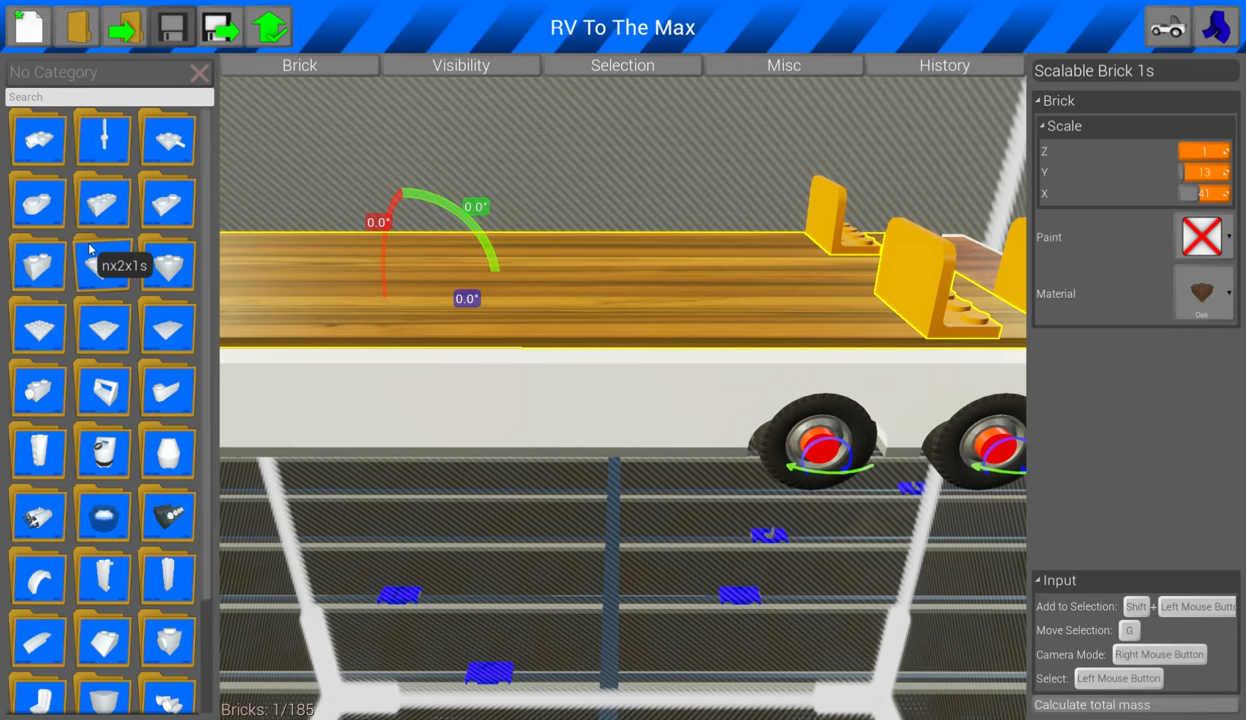 RV To The Max
No Category
Search
nx2x1s
Brick
Visibility
Selection
Misc
History
0.0°
0.0°
0.0°
Bricks: 1/185
Scalable Brick 1s
Brick
Scale
Z 1
Y 13
X 41
Paint
Material
Oak
Input
Add to Selection: Shift + Left Mouse Butto
Move Selection: G
Camera Mode: Right Mouse Button
Select: Left Mouse Button
Calculate total mass